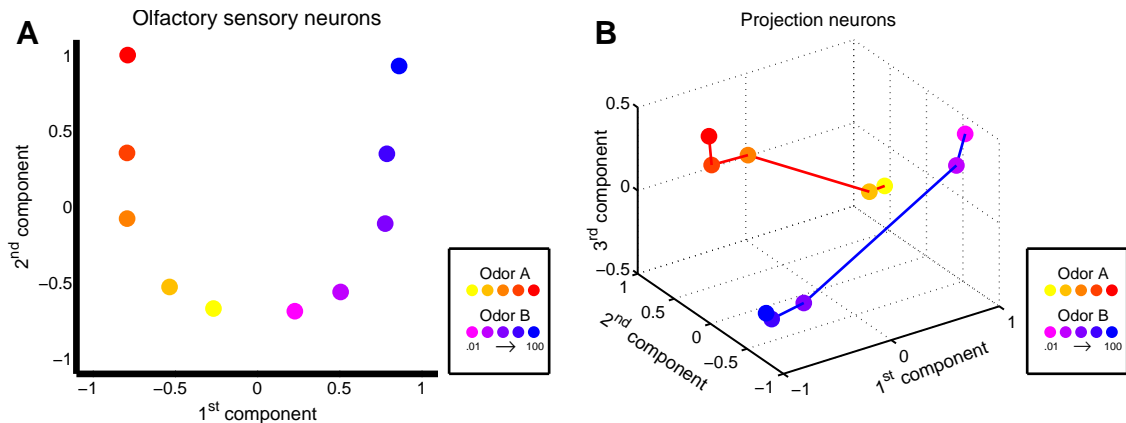 A
Olfactory sensory neurons
1
0.5
0
−0.5
−1
2nd component
−1
−0.5
0
0.5
1
1st component
Odor A
Odor B
.01 → 100
B
Projection neurons
0.5
0
−0.5
3rd component
1
0.5
0
−0.5
−1
2nd component
−1
0
1
1st component
Odor A
Odor B
.01 → 100